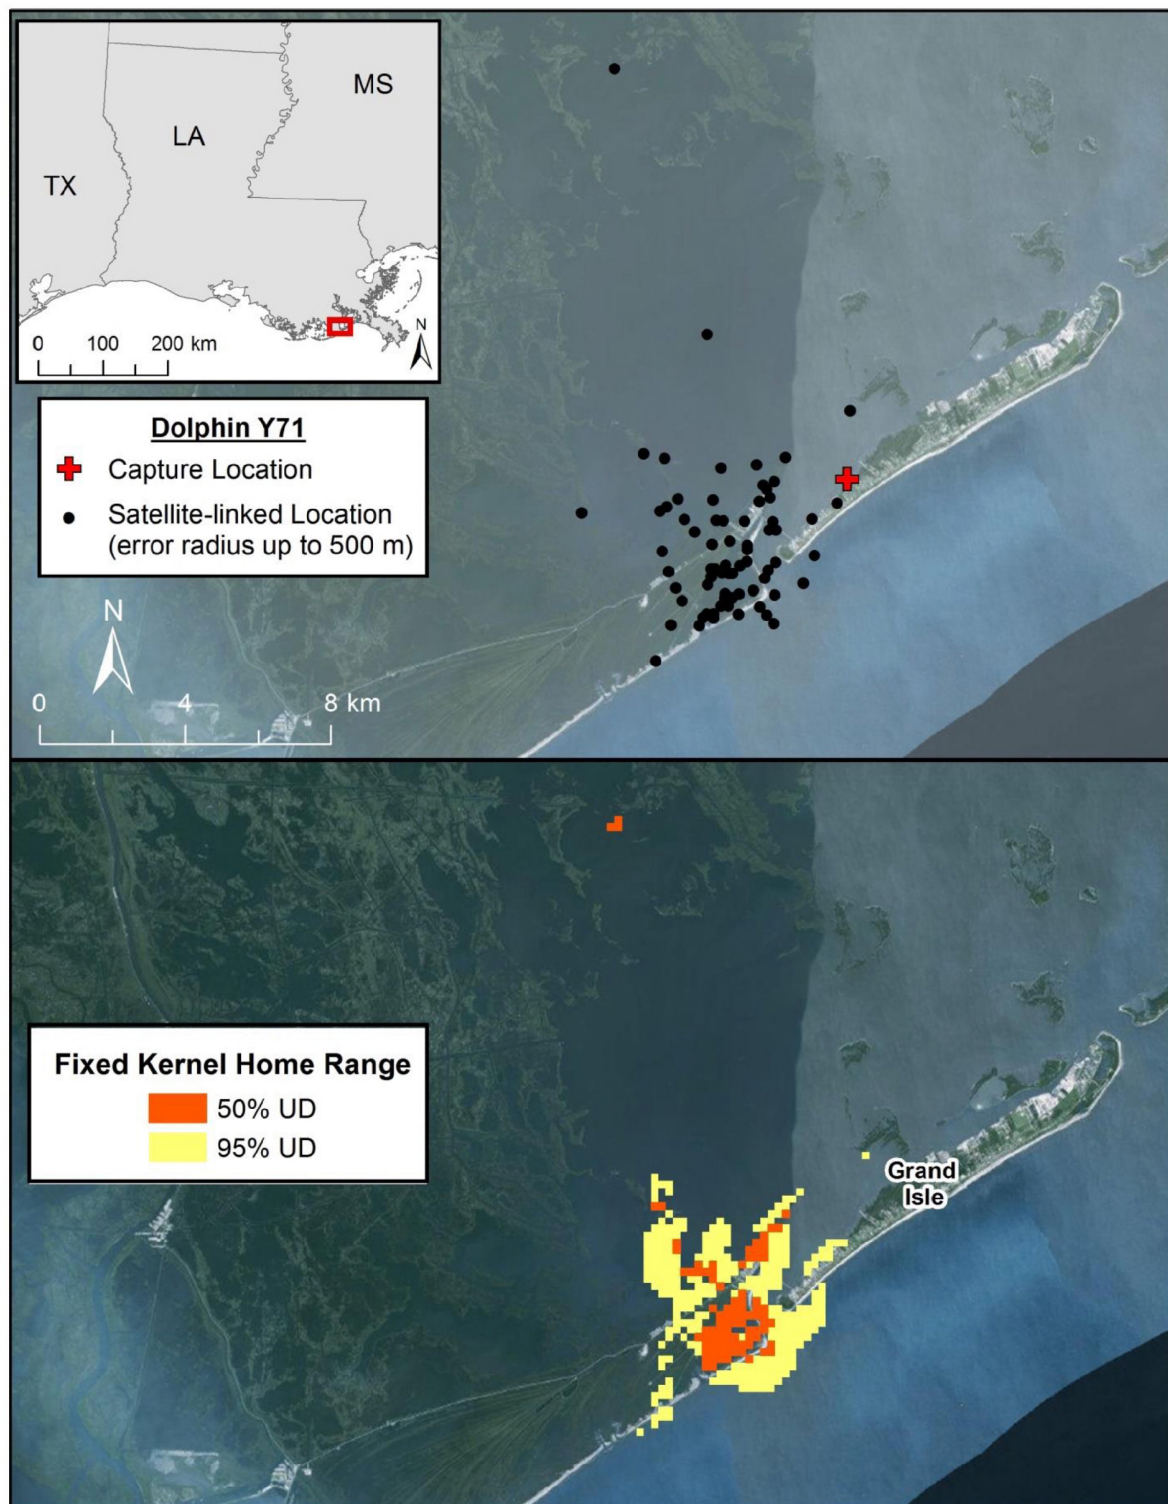 MS
LA
TX
N
0 100 200 km
Dolphin Y71
Capture Location
Satellite-linked Location
(error radius up to 500 m)
N
0 4 8 km
Fixed Kernel Home Range
50% UD
95% UD
Grand
Isle